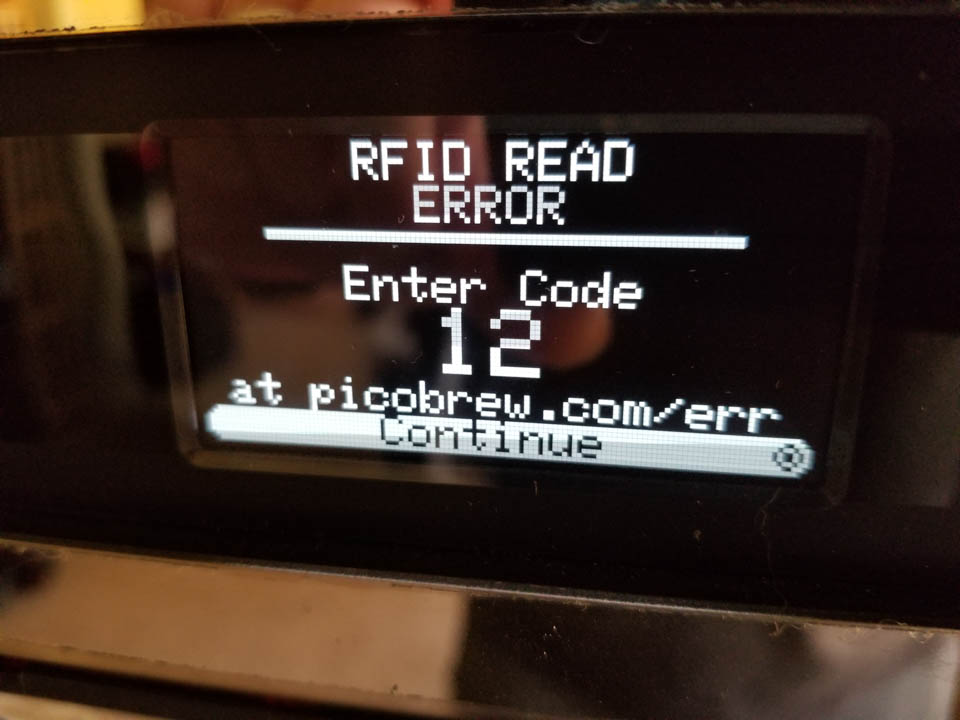 RFID READ
ERROR
Enter Code
12
at picobrew.com/err
Continue